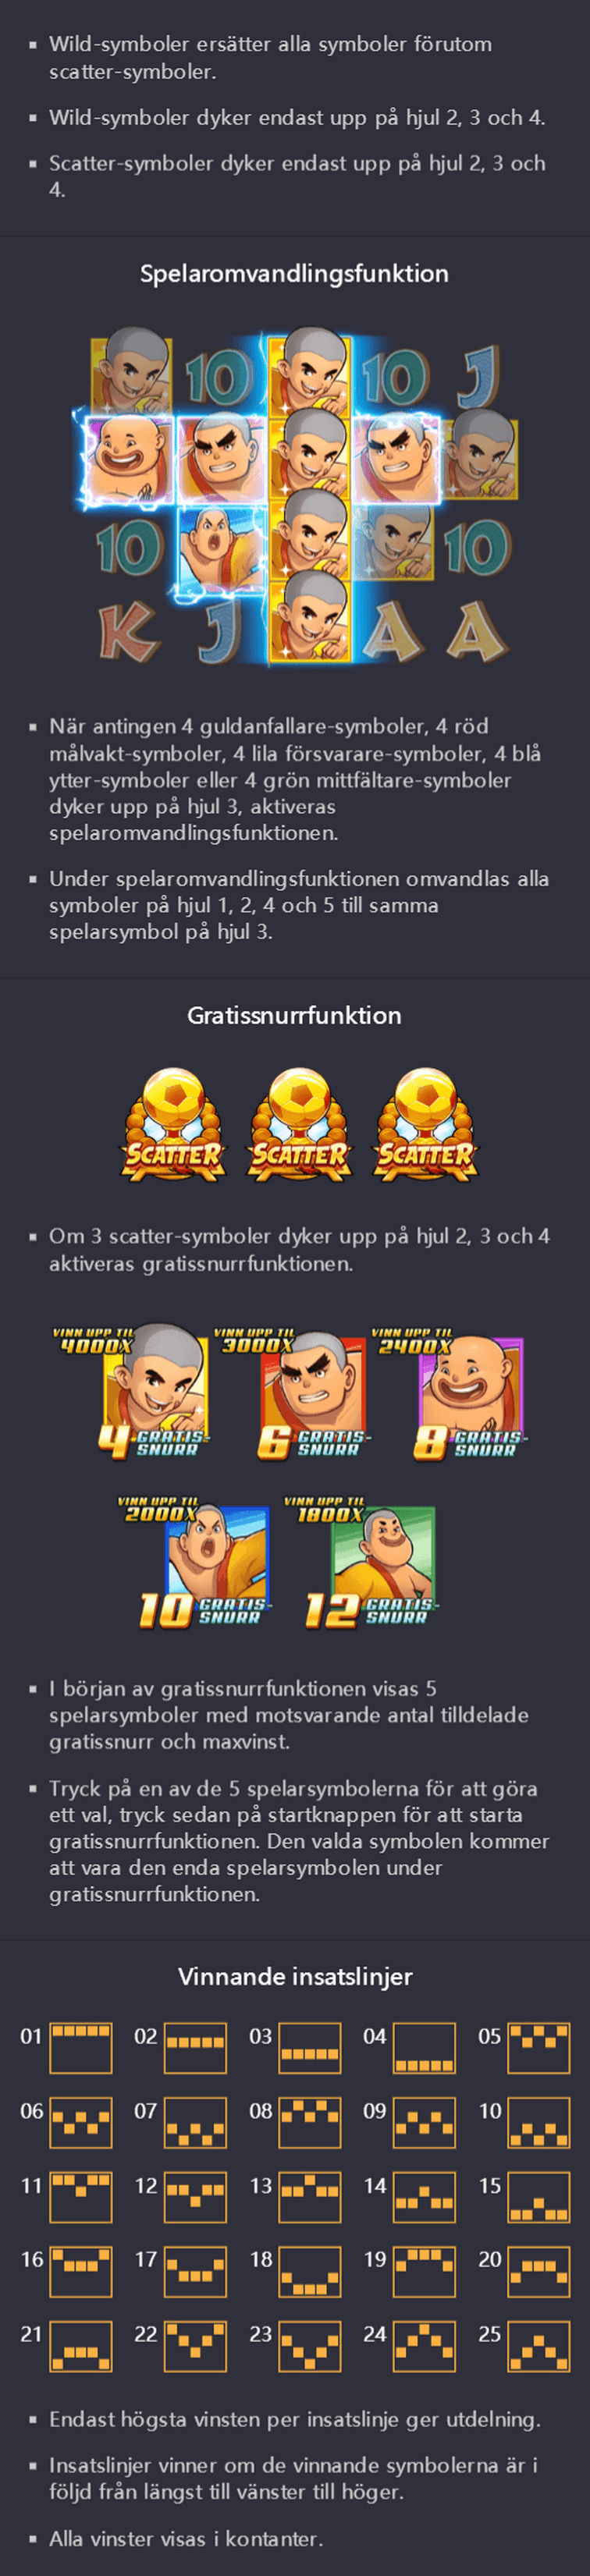 Wild-symboler ersätter alla symboler förutom
scatter-symboler.
Wild-symboler dyker endast upp på hjul 2, 3 och 4.
Scatter-symboler dyker endast upp på hjul 2, 3 och
4.
Spelaromvandlingsfunktion
10 10 J
10 10
K J A A
När antingen 4 guldanfallare-symboler, 4 röd
målvakt-symboler, 4 lila försvarare-symboler, 4 blå
ytter-symboler eller 4 grön mittfältare-symboler
dyker upp på hjul 3, aktiveras
spelaromvandlingsfunktionen.
Under spelaromvandlingsfunktionen omvandlas alla
symboler på hjul 1, 2, 4 och 5 till samma
spelarsymbol på hjul 3.
Gratissnurrfunktion
SCATTER SCATTER SCATTER
Om 3 scatter-symboler dyker upp på hjul 2, 3 och 4
aktiveras gratissnurrfunktionen.
VINN UPP TIL VINN UPP TIL VINN UPP TIL
4000X 3000X 2400X
4 GRATIS- 6 GRATIS- 8 GRATIS-
SNURR SNURR SNURR
VINN UPP TIL VINN UPP TIL
2000X 1800X
10 GRATIS- 12 GRATIS-
SNURR SNURR
I början av gratissnurrfunktionen visas 5
spelarsymboler med motsvarande antal tilldelade
gratissnurr och maxvinst.
Tryck på en av de 5 spelarsymbolerna för att göra
ett val, tryck sedan på startknappen för att starta
gratissnurrfunktionen. Den valda symbolen kommer
att vara den enda spelarsymbolen under
gratissnurrfunktionen.
Vinnande insatslinjer
01 02 03 04 05
06 07 08 09 10
11 12 13 14 15
16 17 18 19 20
21 22 23 24 25
Endast högsta vinsten per insatslinje ger utdelning.
Insatslinjer vinner om de vinnande symbolerna är i
följd från längst till vänster till höger.
Alla vinster visas i kontanter.